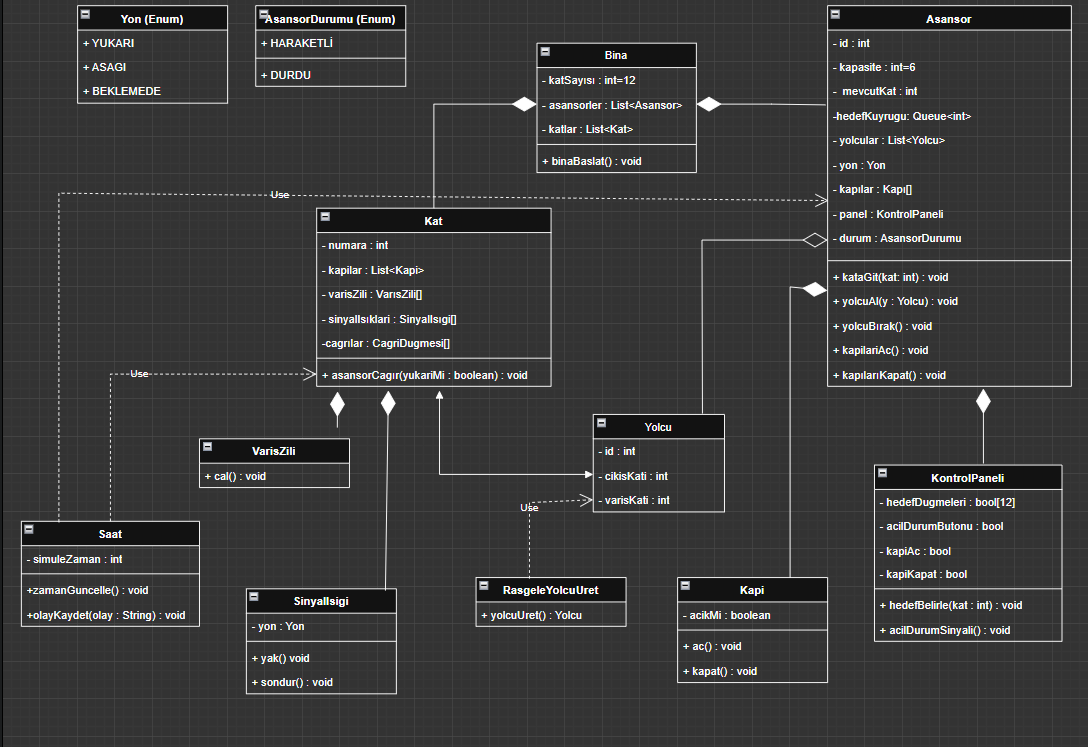 Yon (Enum)
+ YUKARI
+ ASAGI
+ BEKLEMEDE
AsansorDurumu (Enum)
+ HARAKETLİ
+ DURDU
Bina
- katSayısı : int=12
- asansorler : List<Asansor>
- katlar : List<Kat>
+ binaBaslat() : void
Asansor
- id : int
- kapasite : int=6
- mevcutKat : int
-hedefKuyrugu: Queue<int>
- yolcular : List<Yolcu>
- yon : Yon
- kapılar : Kapı[]
- panel : KontrolPaneli
- durum : AsansorDurumu
+ kataGit(kat: int) : void
+ yolcuAl(y : Yolcu) : void
+ yolcuBırak() : void
+ kapilariAc() : void
+ kapılarıKapat() : void
Use
Kat
- numara : int
- kapilar : List<Kapi>
- varisZili : VarısZili[]
- sinyalIsıklari : SinyalIsıgi[]
-cagrılar : CagriDugmesi[]
+ asansorCagır(yukariMi : boolean) : void
Use
VarisZili
+ cal() : void
Yolcu
- id : int
- cikisKati : int
- varisKati : int
Use
KontrolPaneli
- hedefDugmeleri : bool[12]
- acilDurumButonu : bool
- kapiAc : bool
- kapiKapat : bool
+ hedefBelirle(kat : int) : void
+ acilDurumSinyali() : void
Saat
- simuleZaman : int
+zamanGuncelle() : void
+olayKaydet(olay : String) : void
SinyalIsigi
- yon : Yon
+ yak() void
+ sondur() : void
RasgeleYolcuUret
+ yolcuUret() : Yolcu
Kapi
- acikMi : boolean
+ ac() : void
+ kapat() : void